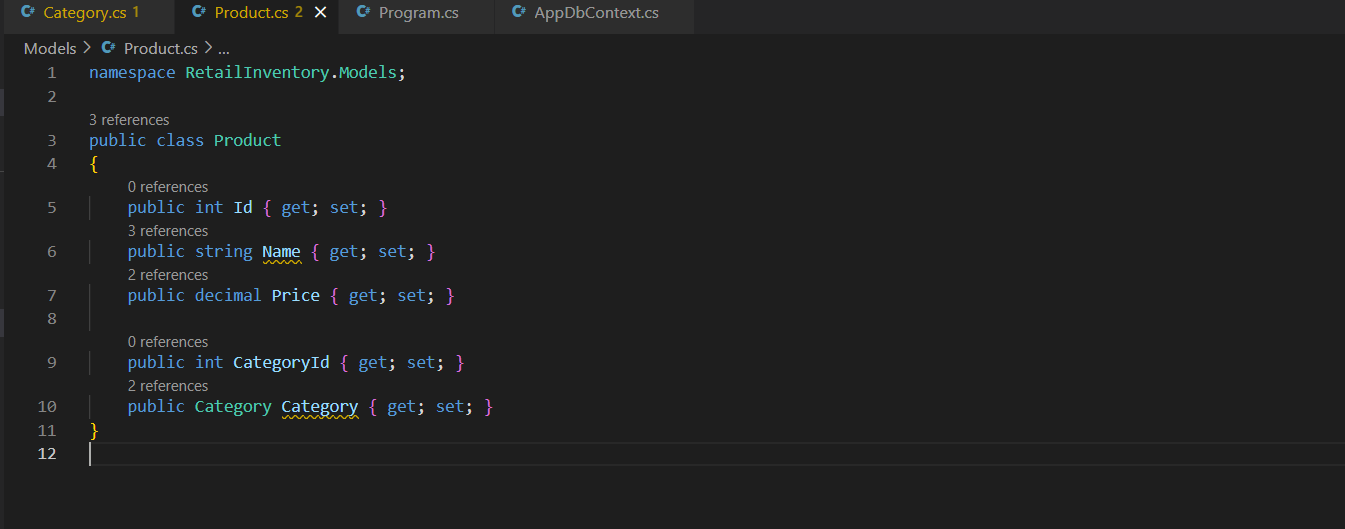 C# Category.cs 1 C# Product.cs 2 × C# Program.cs C# AppDbContext.cs
Models > C# Product.cs > ...
1 namespace RetailInventory.Models;
2
3 references
3 public class Product
4 {
0 references
5 public int Id { get; set; }
3 references
6 public string Name { get; set; }
2 references
7 public decimal Price { get; set; }
8
0 references
9 public int CategoryId { get; set; }
2 references
10 public Category Category { get; set; }
11 }
12